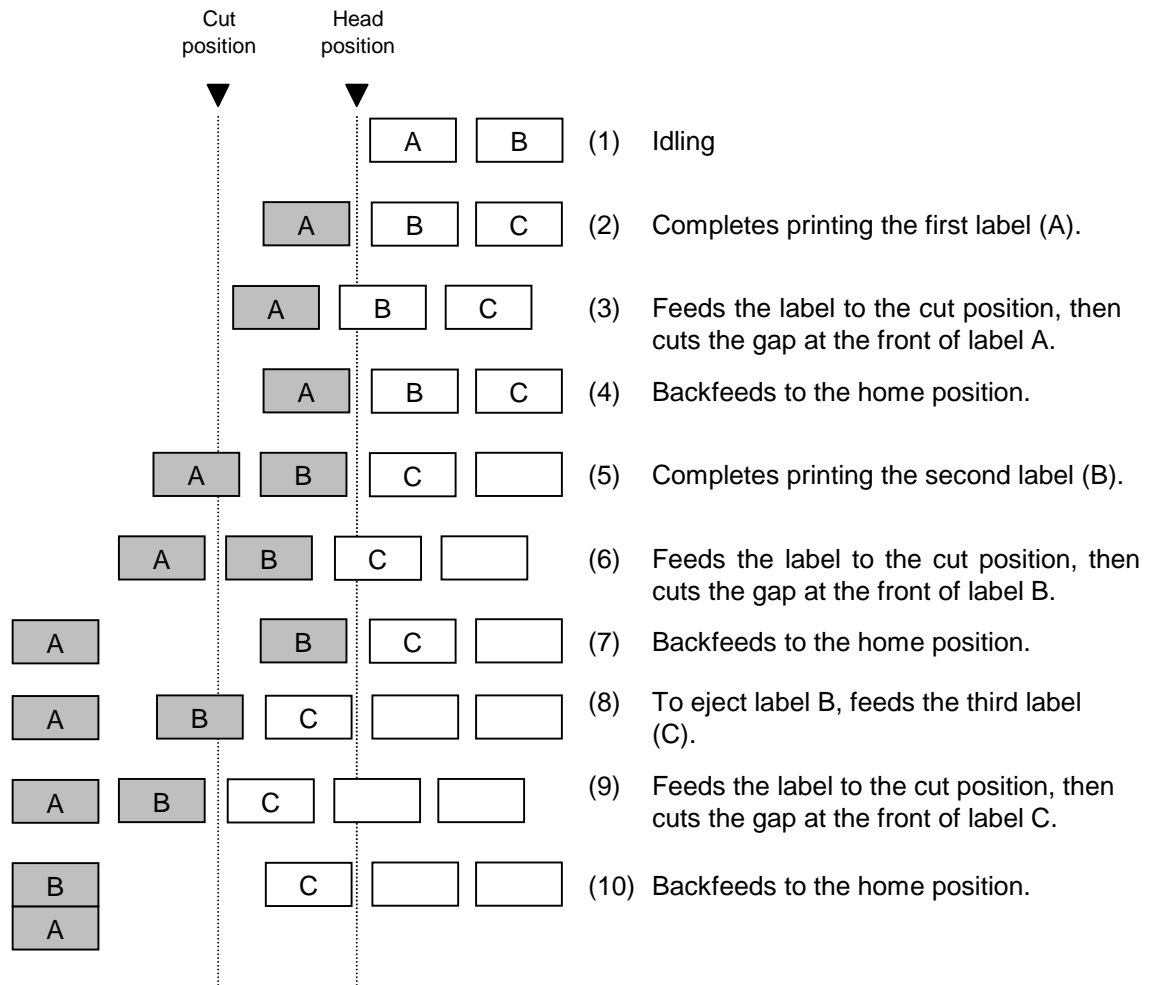 Cut
position
Head
position
A B (1) Idling
A B C (2) Completes printing the first label (A).
A B C (3) Feeds the label to the cut position, then
cuts the gap at the front of label A.
A B C (4) Backfeeds to the home position.
A B C (5) Completes printing the second label (B).
A B C (6) Feeds the label to the cut position, then
cuts the gap at the front of label B.
A B C (7) Backfeeds to the home position.
A B C (8) To eject label B, feeds the third label
(C).
A B C (9) Feeds the label to the cut position, then
cuts the gap at the front of label C.
B C (10) Backfeeds to the home position.
A